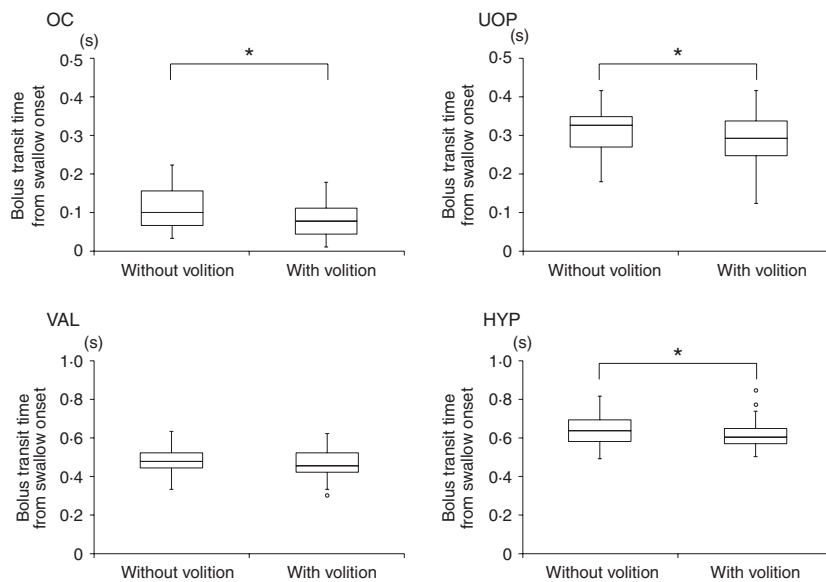 OC
(s)
0·5
0·4
0·3
0·2
0·1
0
Bolus transit time
from swallow onset
*
Without volition
With volition
UOP
(s)
0·5
0·4
0·3
0·2
0·1
0
Bolus transit time
from swallow onset
*
Without volition
With volition
VAL
(s)
1·0
0·8
0·6
0·4
0·2
0
Bolus transit time
from swallow onset
Without volition
With volition
HYP
(s)
1·0
0·8
0·6
0·4
0·2
0
Bolus transit time
from swallow onset
*
Without volition
With volition